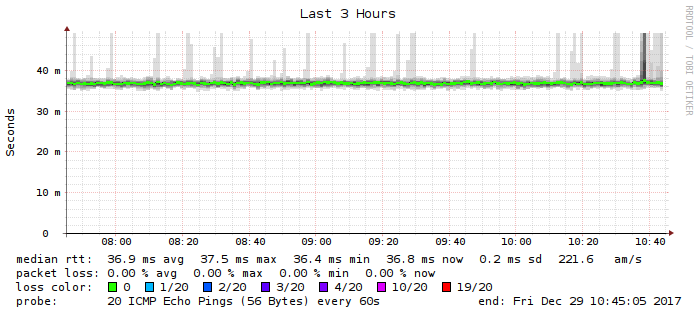 Last 3 Hours
RRDTOOL / TOBI OETIKER
Seconds
40 m
30 m
20 m
10 m
0
08:00 08:20 08:40 09:00 09:20 09:40 10:00 10:20 10:40
median rtt: 36.9 ms avg 37.5 ms max 36.4 ms min 36.8 ms now 0.2 ms sd 221.6 am/s
packet loss: 0.00 % avg 0.00 % max 0.00 % min 0.00 % now
loss color: 0 1/20 2/20 3/20 4/20 10/20 19/20
probe: 20 ICMP Echo Pings (56 Bytes) every 60s end: Fri Dec 29 10:45:05 2017